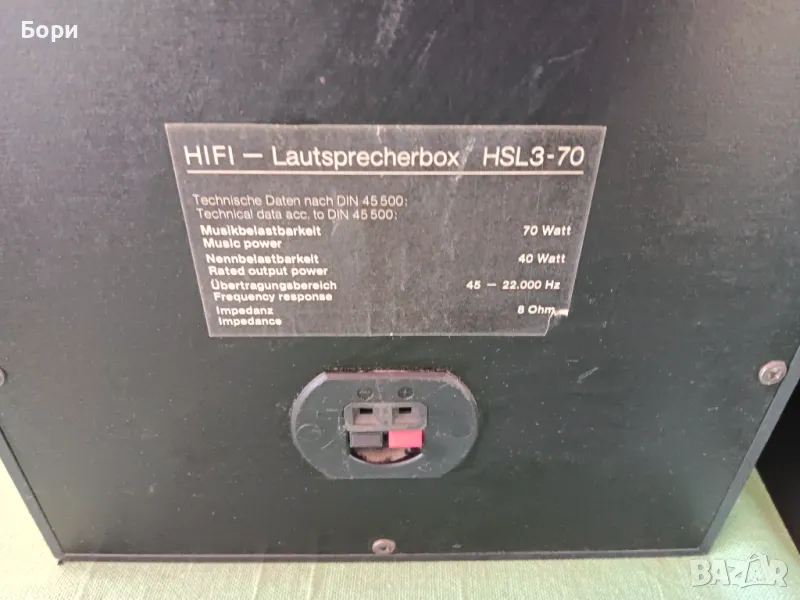 Бори
HIFI — Lautsprecherbox HSL3-70
Technische Daten nach DIN 45 500:
Technical data acc. to DIN 45 500:
Musikbelastbarkeit 70 Watt
Music power
Nennbelastbarkeit 40 Watt
Rated output power
Übertragungsbereich 45 — 22.000 Hz
Frequency response
Impedanz 8 Ohm
Impedance
BAZAR